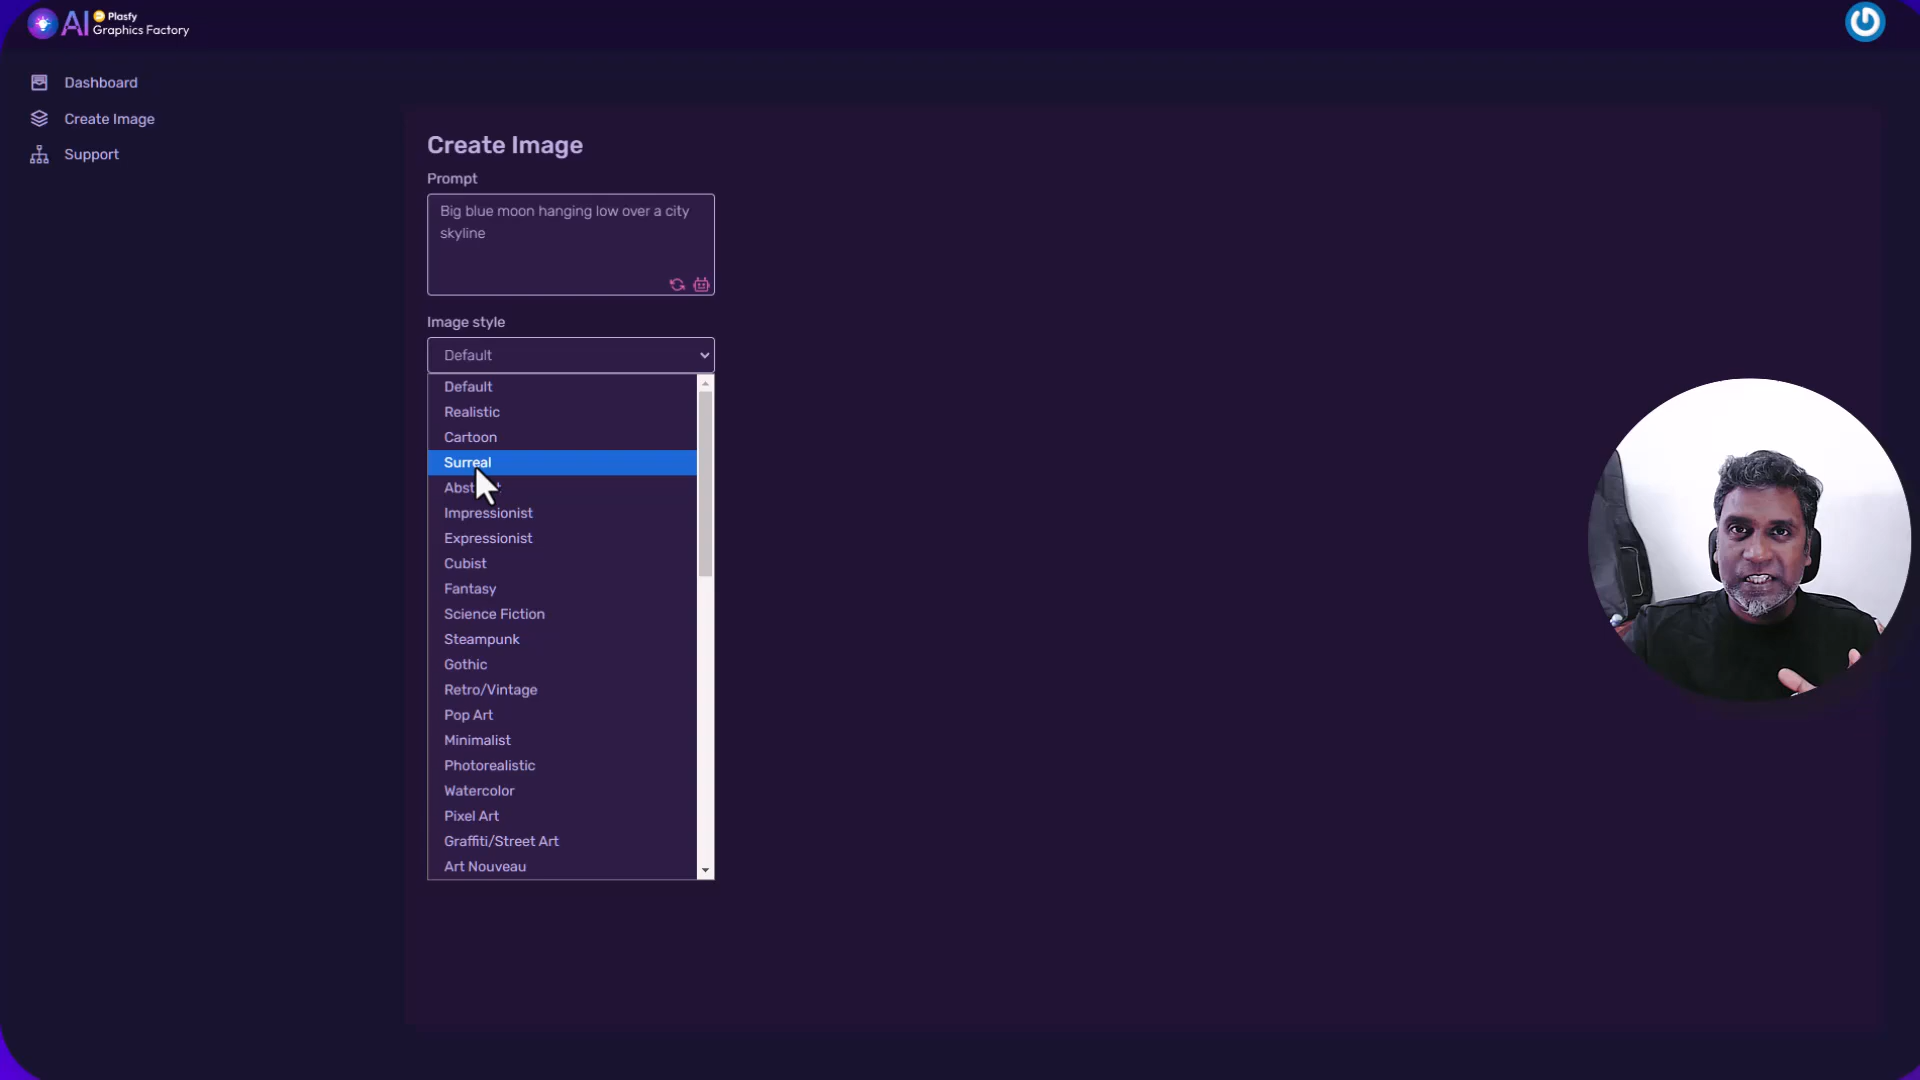 AI Plasfy
Graphics Factory
Dashboard
Create Image
Support
Create Image
Prompt
Big blue moon hanging low over a city
skyline
Image style
Default
Default
Realistic
Cartoon
Surreal
Impressionist
Expressionist
Cubist
Fantasy
Science Fiction
Steampunk
Gothic
Retro/Vintage
Pop Art
Minimalist
Photorealistic
Watercolor
Pixel Art
Graffiti/Street Art
Art Nouveau